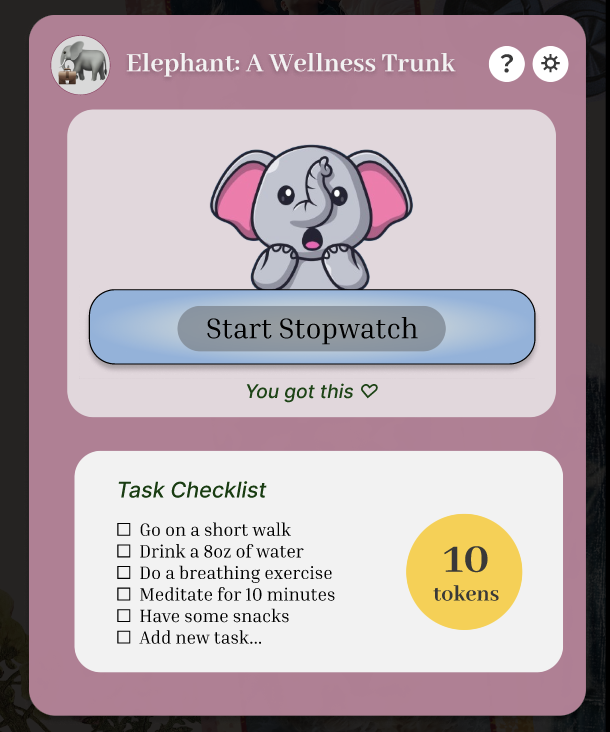 Elephant: A Wellness Trunk
?
Start Stopwatch
You got this ♡
Task Checklist
☐ Go on a short walk
☐ Drink a 8oz of water
☐ Do a breathing exercise
☐ Meditate for 10 minutes
☐ Have some snacks
☐ Add new task...
10
tokens